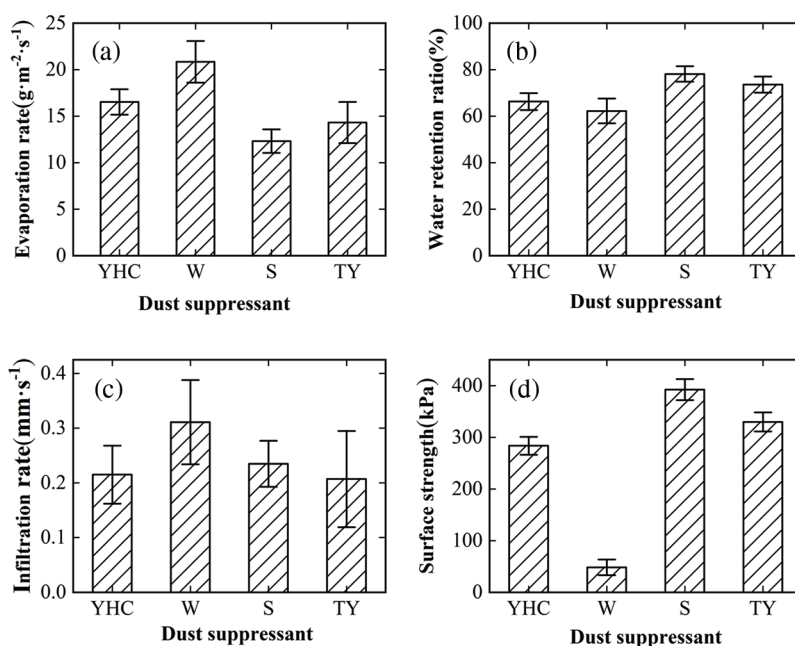 (a)
Evaporation rate(g·m⁻²·s⁻¹)
25
20
15
10
5
0
YHC W S TY
Dust suppressant
(b)
Water retention ratio(%)
100
80
60
40
20
0
YHC W S TY
Dust suppressant
(c)
Infiltration rate(mm·s⁻¹)
0.4
0.3
0.2
0.1
0.0
YHC W S TY
Dust suppressant
(d)
Surface strength(kPa)
400
300
200
100
0
YHC W S TY
Dust suppressant